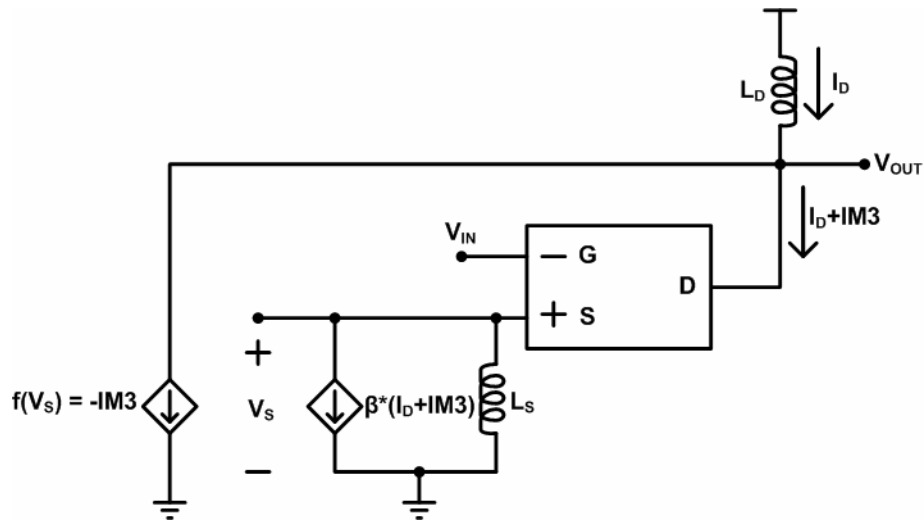 L_D
I_D
V_OUT
I_D+IM3
V_IN
− G
D
+ S
+
f(V_S) = -IM3
V_S
β*(I_D+IM3)
L_S
−